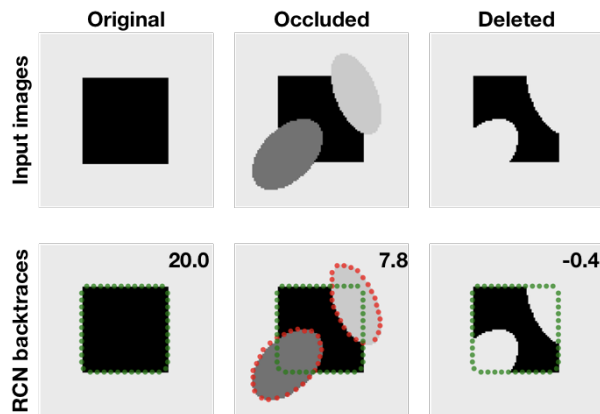 Original
Occluded
Deleted
Input images
RCN backtraces
20.0
7.8
-0.4